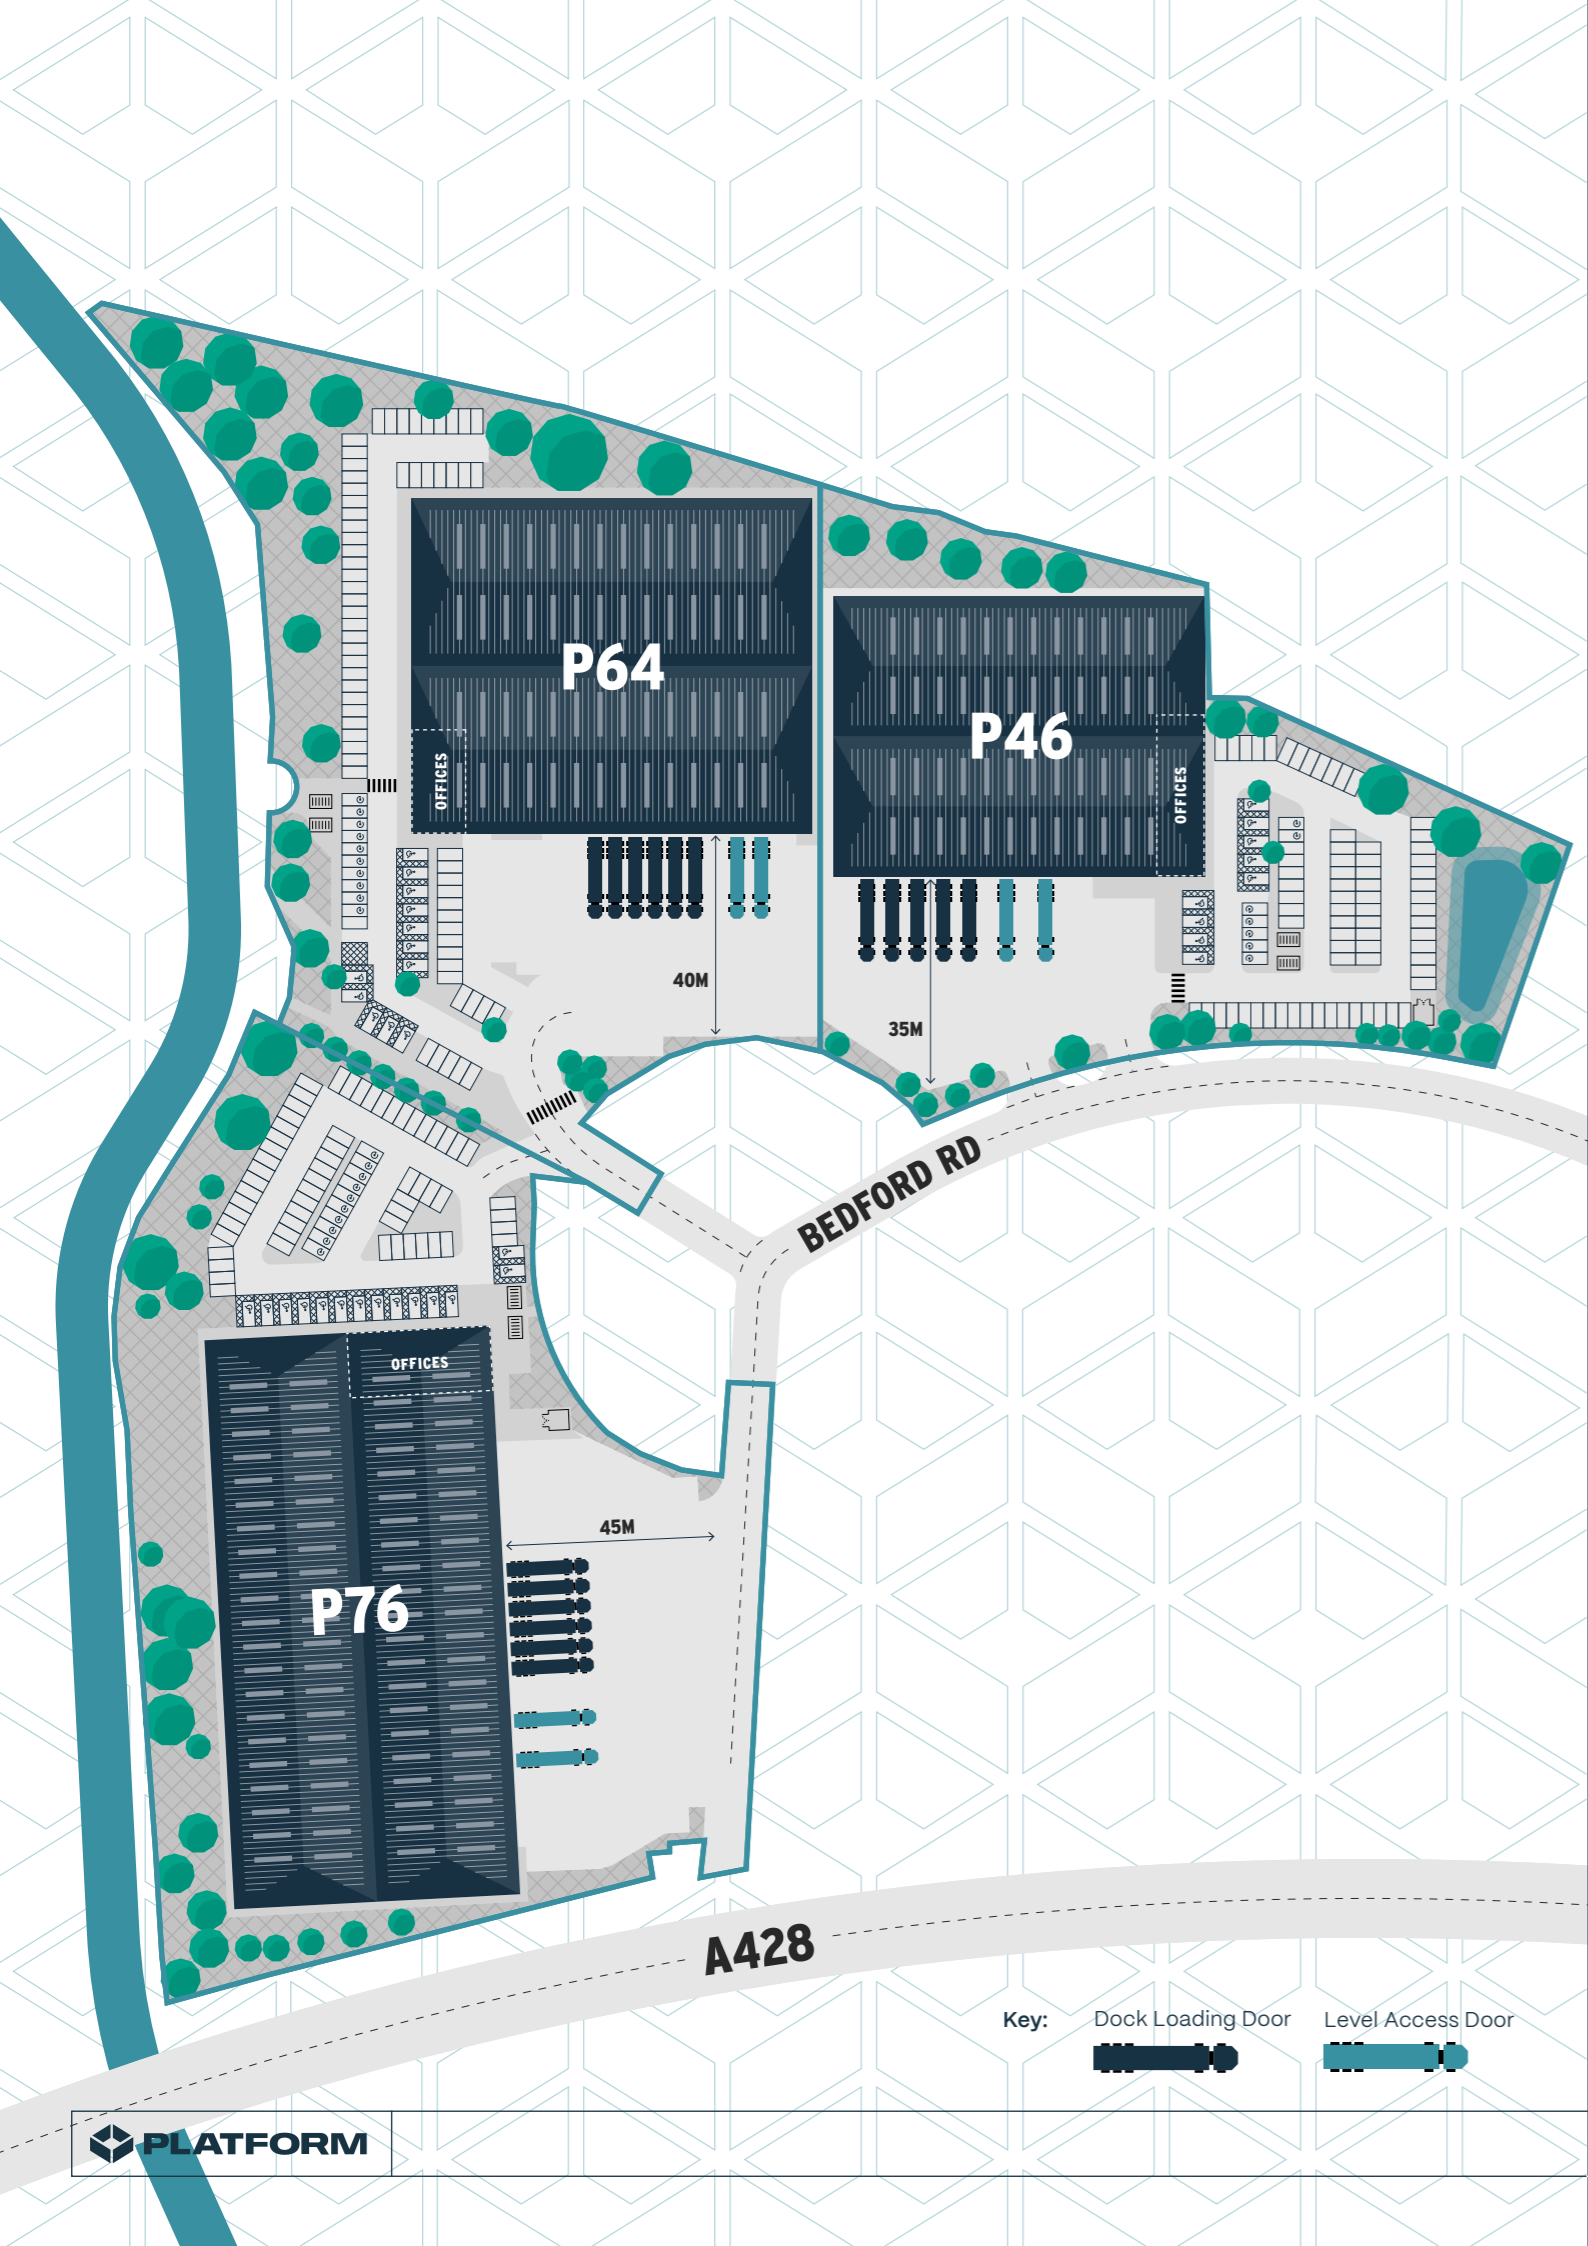 P64
P46
OFFICES
OFFICES
40M
35M
BEDFORD RD
OFFICES
45M
P76
A428
Key:
Dock Loading Door
Level Access Door
PLATFORM